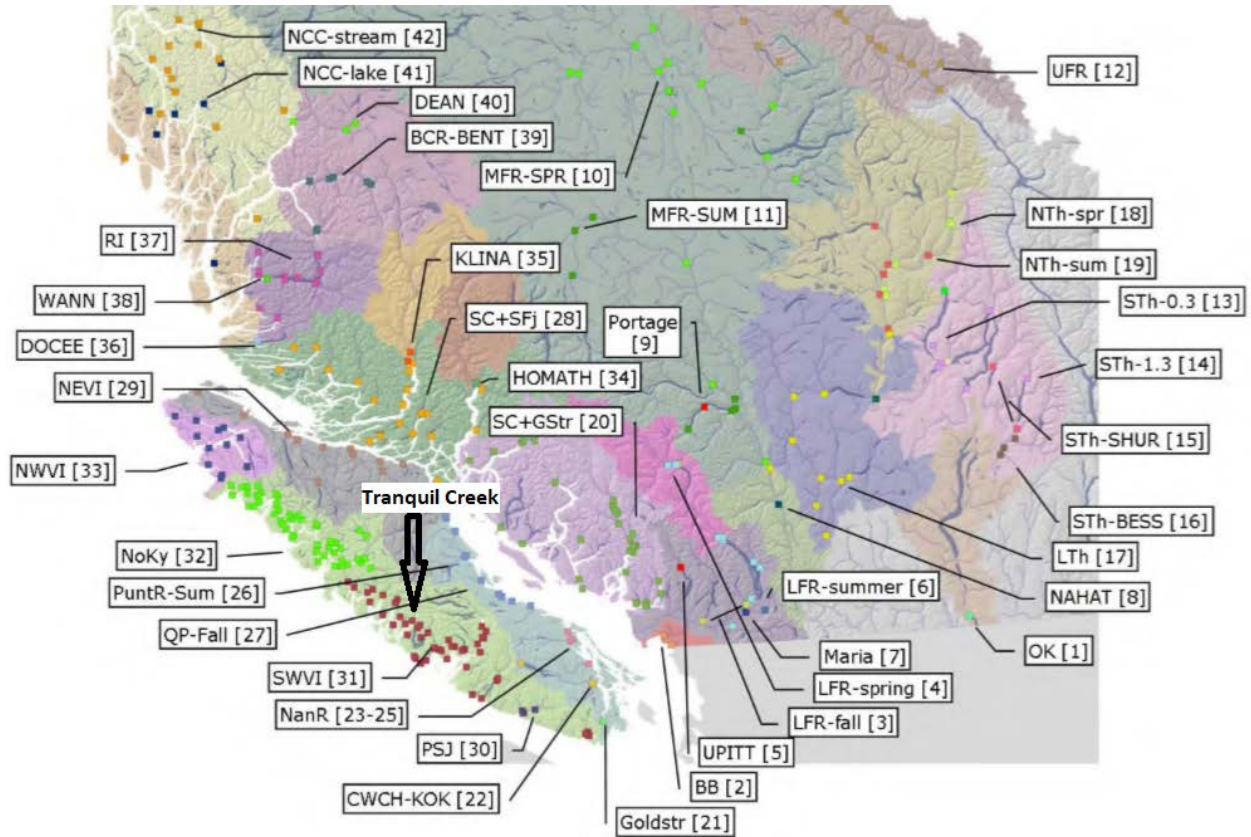 NCC-stream [42]
NCC-lake [41]
DEAN [40]
BCR-BENT [39]
UFR [12]
MFR-SPR [10]
MFR-SUM [11]
NTh-spr [18]
RI [37]
KLINA [35]
NTh-sum [19]
WANN [38]
SC+SFj [28]
Portage
[9]
STh-0.3 [13]
DOCEE [36]
HOMATH [34]
STh-1.3 [14]
NEVI [29]
SC+GStr [20]
STh-SHUR [15]
NWVI [33]
Tranquil Creek
STh-BESS [16]
NoKy [32]
LTh [17]
PuntR-Sum [26]
LFR-summer [6]
NAHAT [8]
QP-Fall [27]
Maria [7]
OK [1]
SWVI [31]
LFR-spring [4]
NanR [23-25]
LFR-fall [3]
PSJ [30]
UPITT [5]
BB [2]
CWCH-KOK [22]
Goldstr [21]